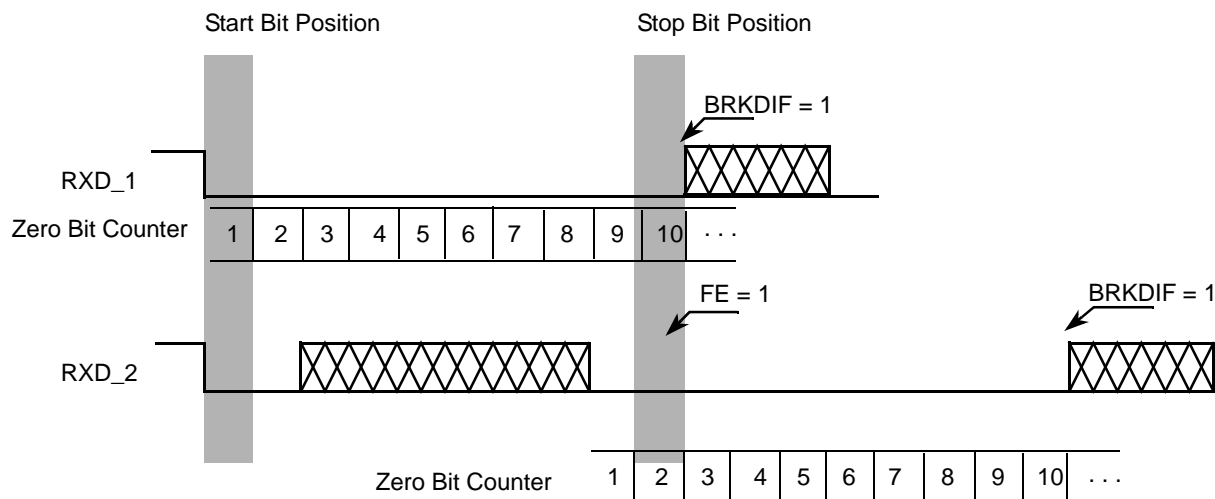 Start Bit Position
Stop Bit Position
BRKDIF = 1
RXD_1
Zero Bit Counter 1 2 3 4 5 6 7 8 9 10 . . .
FE = 1
BRKDIF = 1
RXD_2
Zero Bit Counter 1 2 3 4 5 6 7 8 9 10 . . .